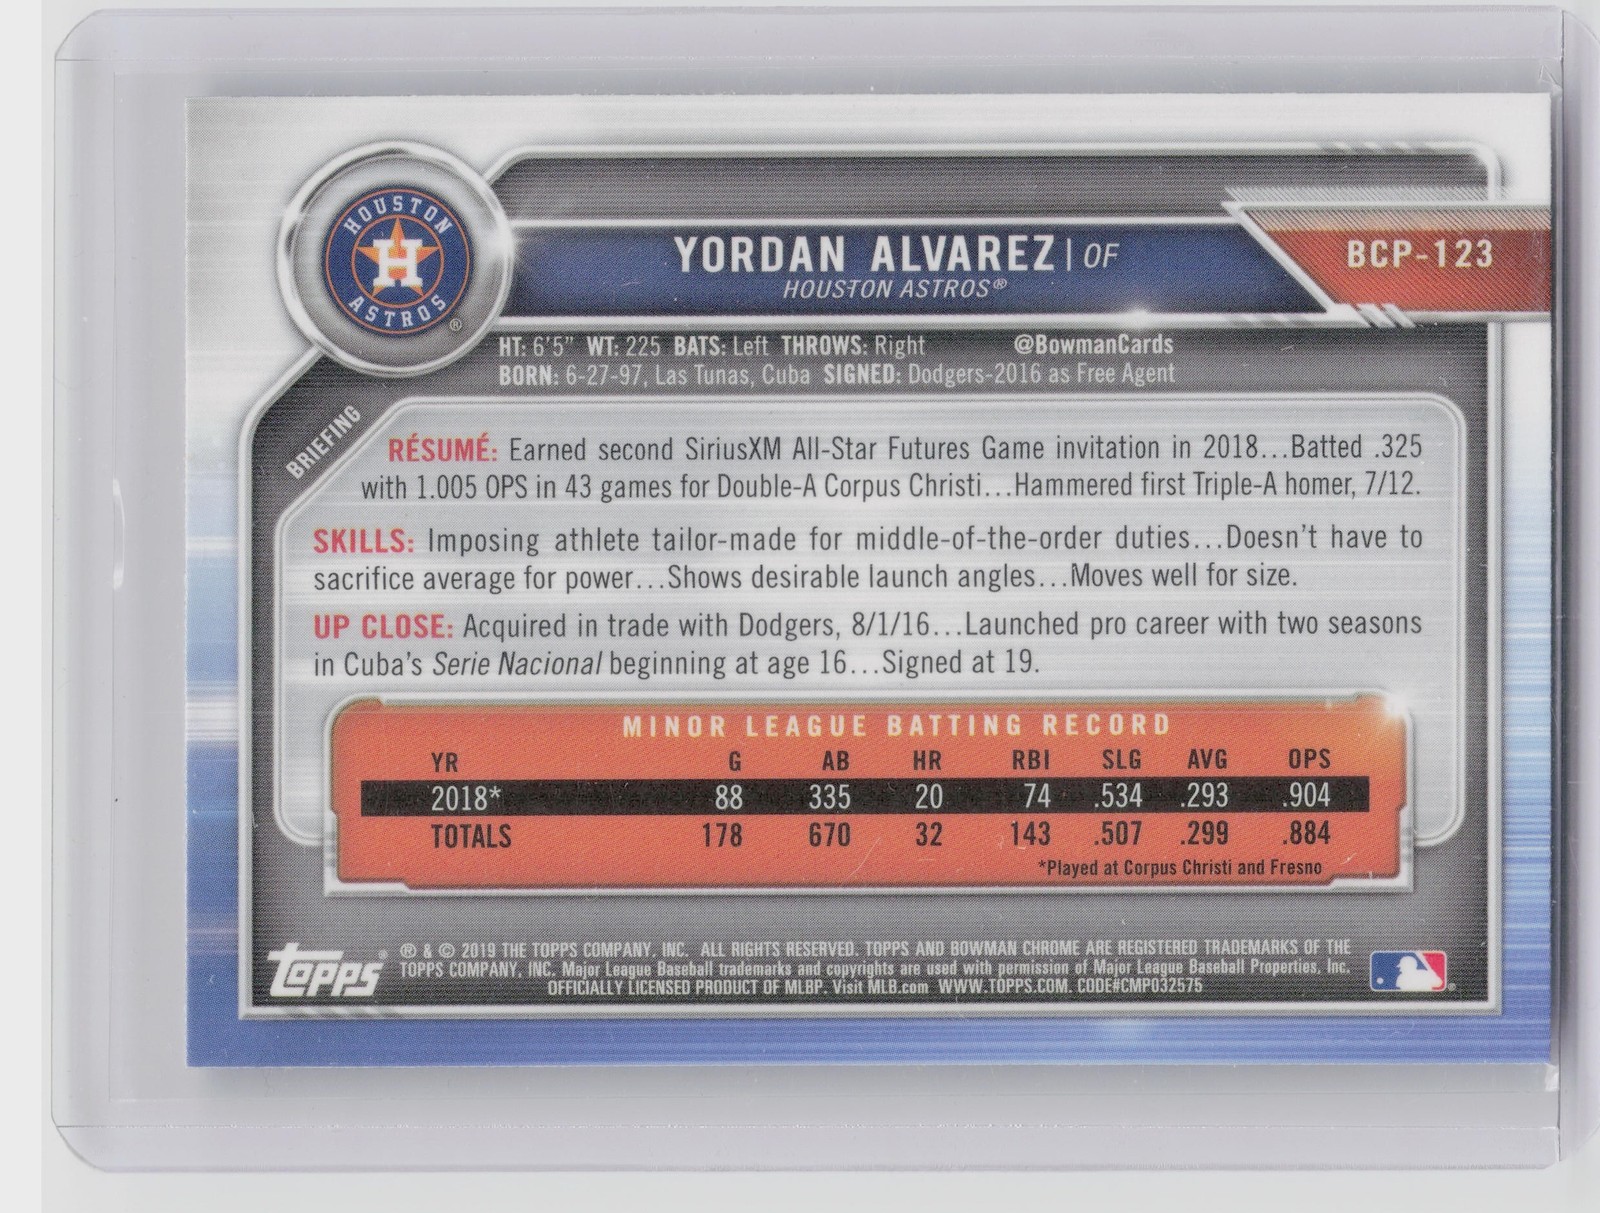 HOUSTON
H
ASTROS®
YORDAN ALVAREZ | OF
HOUSTON ASTROS®
BCP-123
HT: 6'5" WT: 225 BATS: Left THROWS: Right @BowmanCards
BORN: 6-27-97, Las Tunas, Cuba SIGNED: Dodgers-2016 as Free Agent
BRIEFING
RÉSUMÉ: Earned second SiriusXM All-Star Futures Game invitation in 2018...Batted .325
with 1.005 OPS in 43 games for Double-A Corpus Christi...Hammered first Triple-A homer, 7/12.
SKILLS: Imposing athlete tailor-made for middle-of-the-order duties...Doesn't have to
sacrifice average for power...Shows desirable launch angles...Moves well for size.
UP CLOSE: Acquired in trade with Dodgers, 8/1/16...Launched pro career with two seasons
in Cuba's Serie Nacional beginning at age 16...Signed at 19.
MINOR LEAGUE BATTING RECORD
YR G AB HR RBI SLG AVG OPS
2018* 88 335 20 74 .534 .293 .904
TOTALS 178 670 32 143 .507 .299 .884
*Played at Corpus Christi and Fresno
topps®
® & © 2019 THE TOPPS COMPANY, INC. ALL RIGHTS RESERVED. TOPPS AND BOWMAN CHROME ARE REGISTERED TRADEMARKS OF THE
TOPPS COMPANY, INC. Major League Baseball trademarks and copyrights are used with permission of Major League Baseball Properties, Inc.
OFFICIALLY LICENSED PRODUCT OF MLBP. Visit MLB.com WWW.TOPPS.COM. CODE#CMP032575